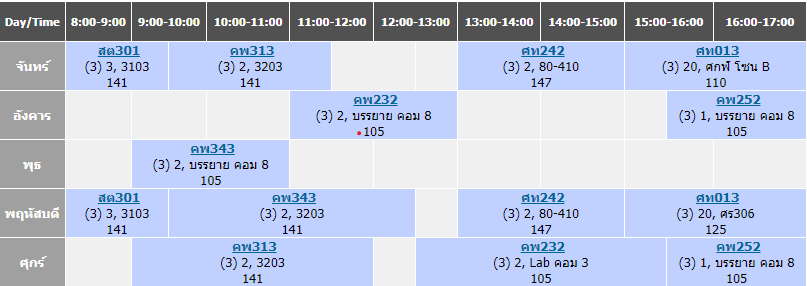 Day/Time 8:00-9:00 9:00-10:00 10:00-11:00 11:00-12:00 12:00-13:00 13:00-14:00 14:00-15:00 15:00-16:00 16:00-17:00
จันทร์
สต301
(3) 3, 3103
141
คพ313
(3) 2, 3203
141
ศท242
(3) 2, 80-410
147
ศท013
(3) 20, ศกฬ โซน B
110
อังคาร
คพ232
(3) 2, บรรยาย คอม 8
105
คพ252
(3) 1, บรรยาย คอม 8
105
พุธ
คพ343
(3) 2, บรรยาย คอม 8
105
พฤหัสบดี
สต301
(3) 3, 3103
141
คพ343
(3) 2, 3203
141
ศท242
(3) 2, 80-410
147
ศท013
(3) 20, ศร306
125
ศุกร์
คพ313
(3) 2, 3203
141
คพ232
(3) 2, Lab คอม 3
105
คพ252
(3) 1, บรรยาย คอม 8
105